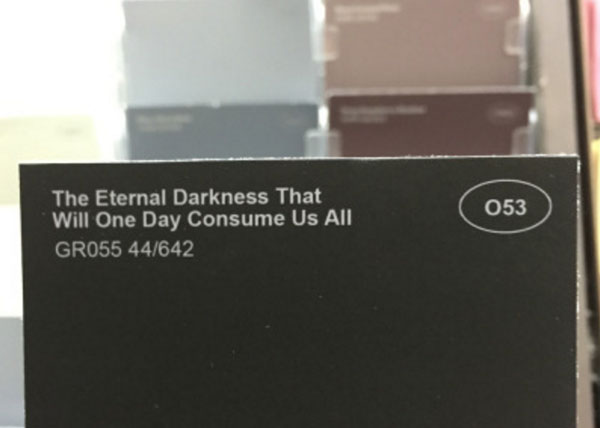 The Eternal Darkness That
Will One Day Consume Us All
GR055 44/642
O53